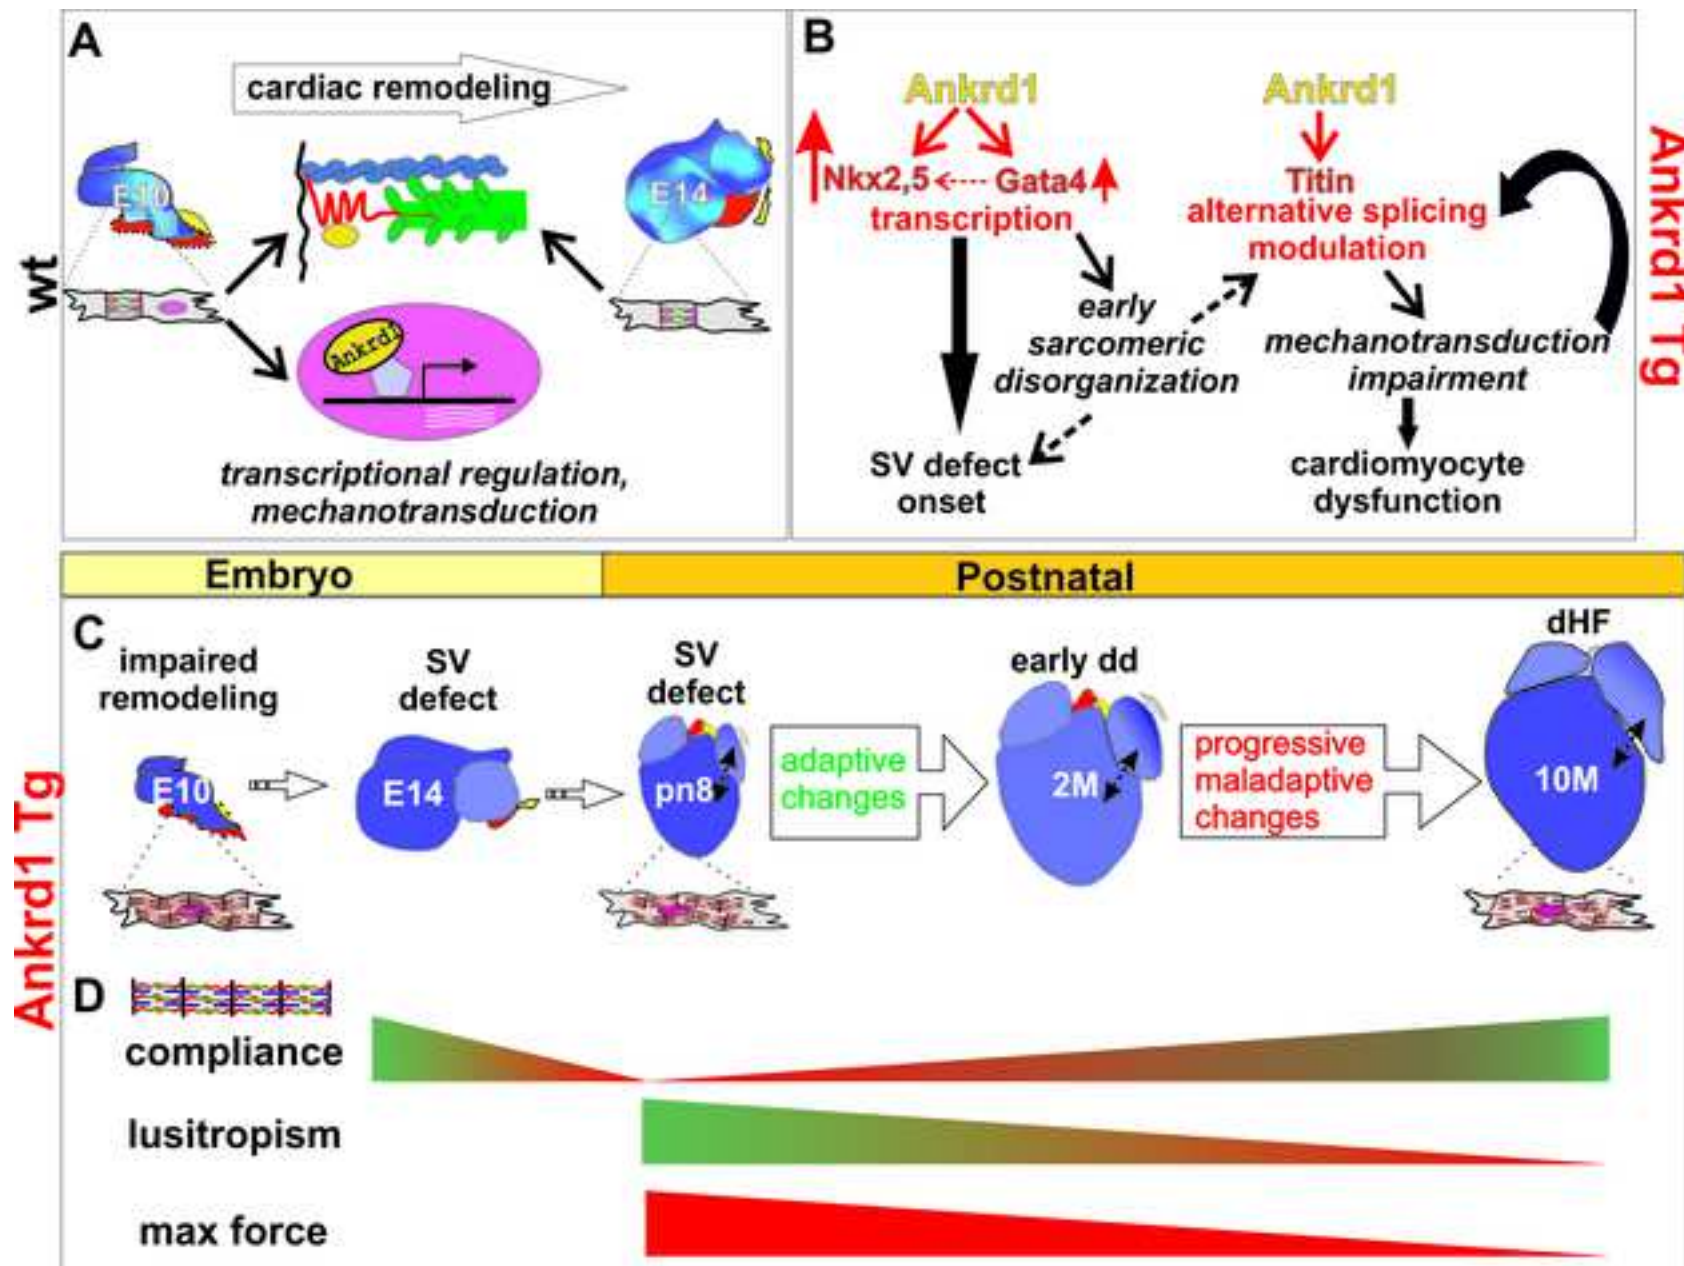 A
cardiac remodeling
E10
E14
wt
Ankrd1
transcriptional regulation,
mechanotransduction
B
Ankrd1
Ankrd1
Nkx2,5
Gata4
transcription
Titin
alternative splicing
modulation
early
sarcomeric
disorganization
mechanotransduction
impairment
SV defect
onset
cardiomyocyte
dysfunction
Ankrd1 Tg
Embryo
Postnatal
C
impaired
remodeling
SV
defect
SV
defect
early dd
dHF
E10
E14
pn8
adaptive
changes
2M
progressive
maladaptive
changes
10M
Ankrd1 Tg
D
compliance
lusitropism
max force